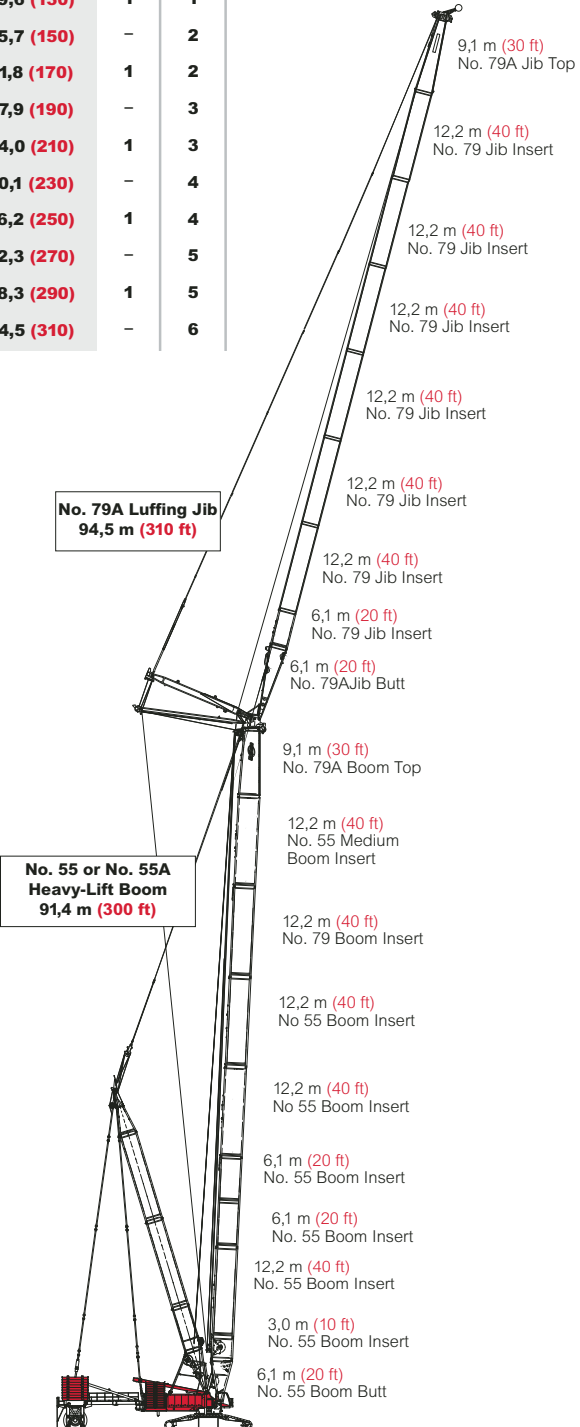 9,6 (130) 1 1
5,7 (150) – 2
1,8 (170) 1 2
7,9 (190) – 3
4,0 (210) 1 3
0,1 (230) – 4
6,2 (250) 1 4
2,3 (270) – 5
8,3 (290) 1 5
4,5 (310) – 6
9,1 m (30 ft)
No. 79A Jib Top
12,2 m (40 ft)
No. 79 Jib Insert
12,2 m (40 ft)
No. 79 Jib Insert
12,2 m (40 ft)
No. 79 Jib Insert
12,2 m (40 ft)
No. 79 Jib Insert
12,2 m (40 ft)
No. 79 Jib Insert
No. 79A Luffing Jib
94,5 m (310 ft)
12,2 m (40 ft)
No. 79 Jib Insert
6,1 m (20 ft)
No. 79 Jib Insert
6,1 m (20 ft)
No. 79AJib Butt
9,1 m (30 ft)
No. 79A Boom Top
12,2 m (40 ft)
No. 55 Medium
Boom Insert
No. 55 or No. 55A
Heavy-Lift Boom
91,4 m (300 ft)
12,2 m (40 ft)
No. 79 Boom Insert
12,2 m (40 ft)
No 55 Boom Insert
12,2 m (40 ft)
No 55 Boom Insert
6,1 m (20 ft)
No. 55 Boom Insert
6,1 m (20 ft)
No. 55 Boom Insert
12,2 m (40 ft)
No. 55 Boom Insert
3,0 m (10 ft)
No. 55 Boom Insert
6,1 m (20 ft)
No. 55 Boom Butt